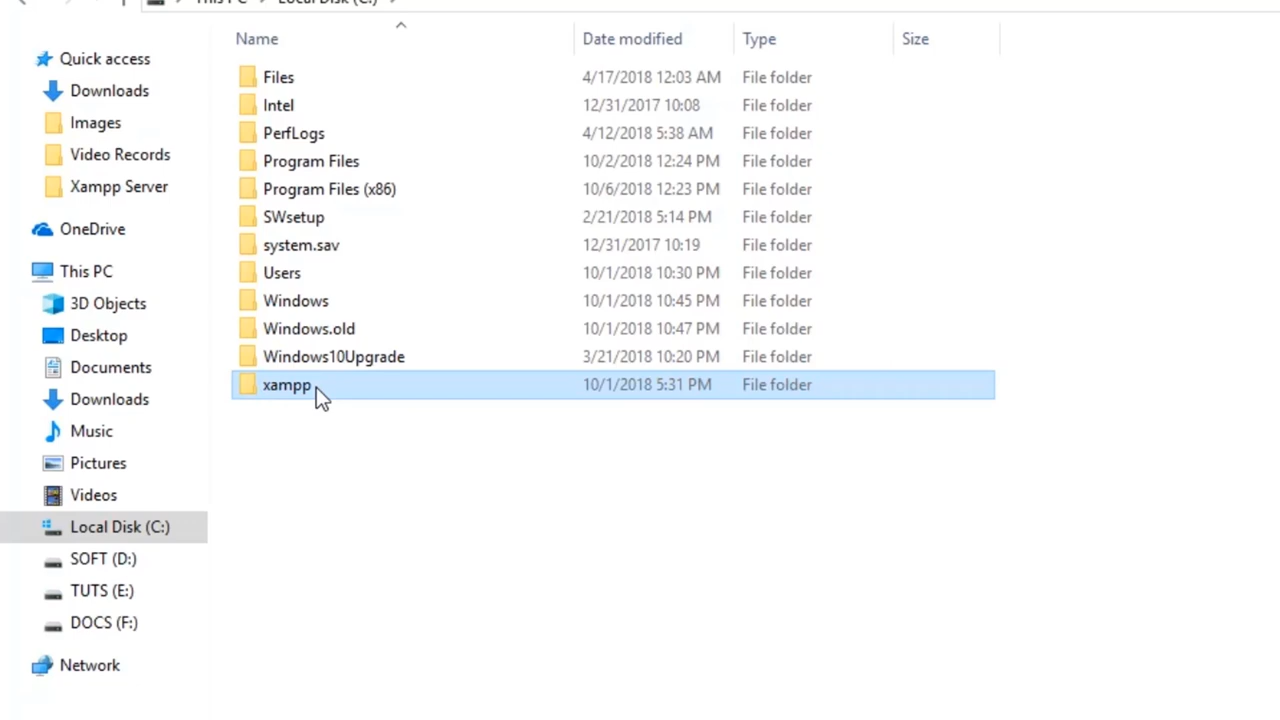 This PC Local Disk (C:)
Name Date modified Type Size
Quick access
Downloads
Images
Video Records
Xampp Server
OneDrive
This PC
3D Objects
Desktop
Documents
Downloads
Music
Pictures
Videos
Local Disk (C:)
SOFT (D:)
TUTS (E:)
DOCS (F:)
Network
Files 4/17/2018 12:03 AM File folder
Intel 12/31/2017 10:08 File folder
PerfLogs 4/12/2018 5:38 AM File folder
Program Files 10/2/2018 12:24 PM File folder
Program Files (x86) 10/6/2018 12:23 PM File folder
SWsetup 2/21/2018 5:14 PM File folder
system.sav 12/31/2017 10:19 File folder
Users 10/1/2018 10:30 PM File folder
Windows 10/1/2018 10:45 PM File folder
Windows.old 10/1/2018 10:47 PM File folder
Windows10Upgrade 3/21/2018 10:20 PM File folder
xampp 10/1/2018 5:31 PM File folder